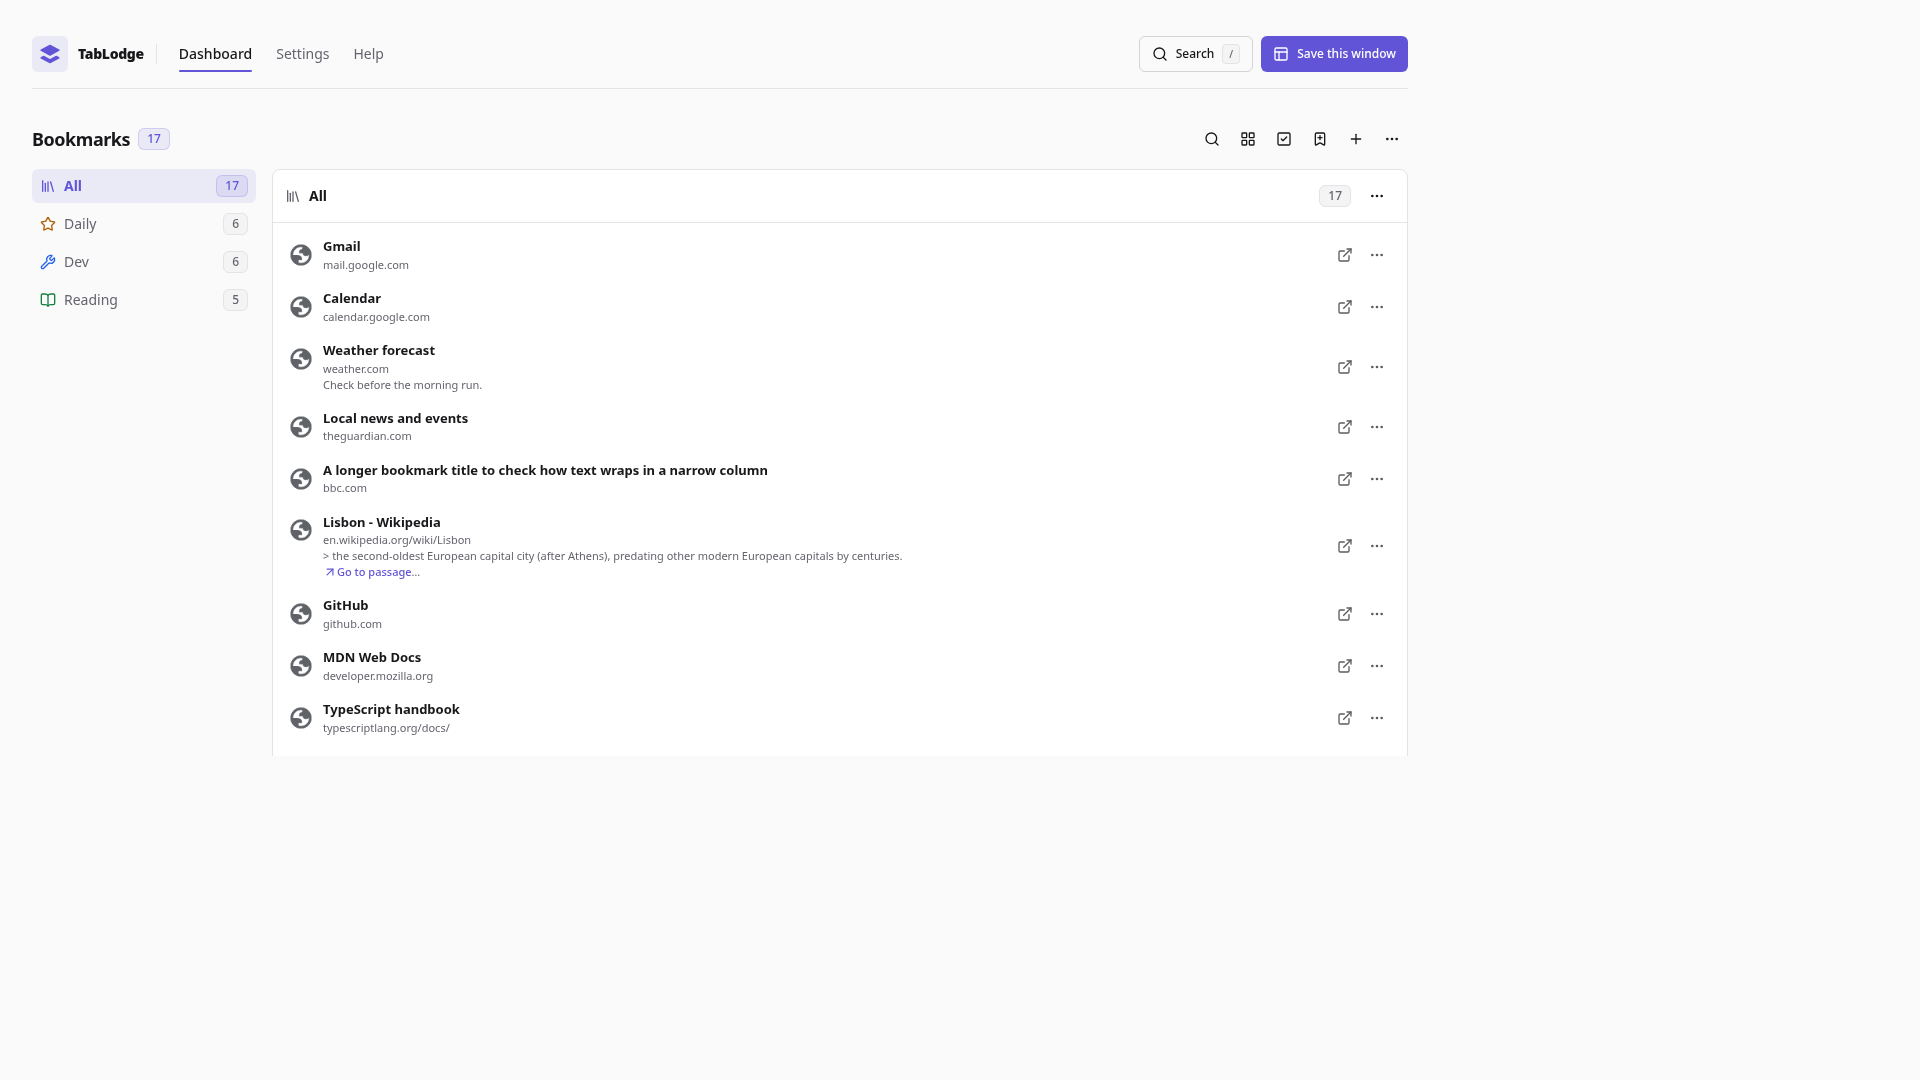 TabLodge
Dashboard
Settings
Help
Search /
Save this window
Bookmarks 17
All 17
Daily 6
Dev 6
Reading 5
All 17
Gmail
mail.google.com
Calendar
calendar.google.com
Weather forecast
weather.com
Check before the morning run.
Local news and events
theguardian.com
A longer bookmark title to check how text wraps in a narrow column
bbc.com
Lisbon - Wikipedia
en.wikipedia.org/wiki/Lisbon
> the second-oldest European capital city (after Athens), predating other modern European capitals by centuries.
Go to passage...
GitHub
github.com
MDN Web Docs
developer.mozilla.org
TypeScript handbook
typescriptlang.org/docs/